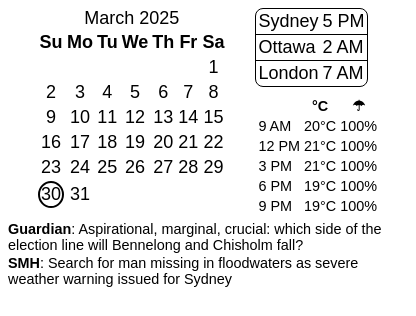 March 2025
Su Mo Tu We Th Fr Sa
1
2 3 4 5 6 7 8
9 10 11 12 13 14 15
16 17 18 19 20 21 22
23 24 25 26 27 28 29
30 31
Sydney 5 PM
Ottawa 2 AM
London 7 AM
°C ☂
9 AM 20°C 100%
12 PM 21°C 100%
3 PM 21°C 100%
6 PM 19°C 100%
9 PM 19°C 100%
Guardian: Aspirational, marginal, crucial: which side of the
election line will Bennelong and Chisholm fall?
SMH: Search for man missing in floodwaters as severe
weather warning issued for Sydney